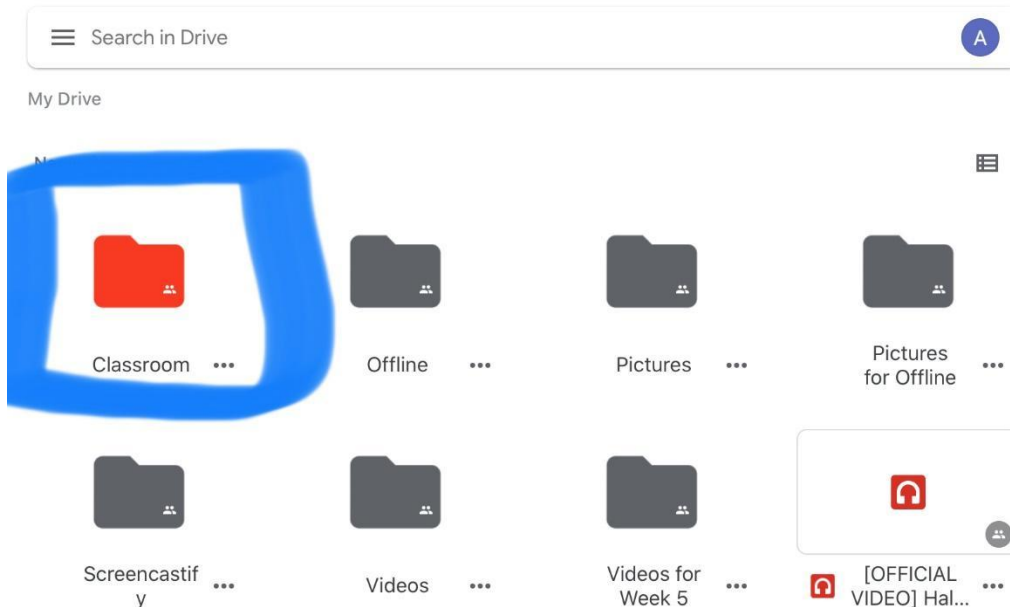 Search in Drive
A
My Drive
Classroom
Offline
Pictures
Pictures
for Offline
Screencastif
y
Videos
Videos for
Week 5
[OFFICIAL
VIDEO] Hal...